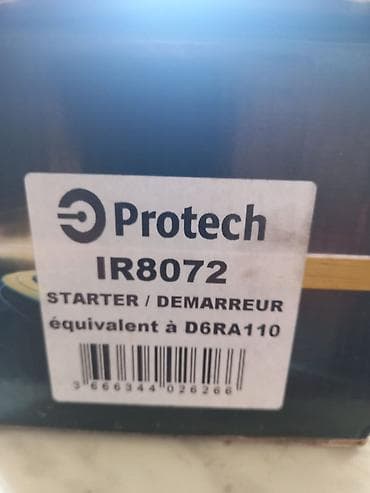 Protech
IR8072
STARTER / DEMARREUR
équivalent à D6RA110
3 666344 026266